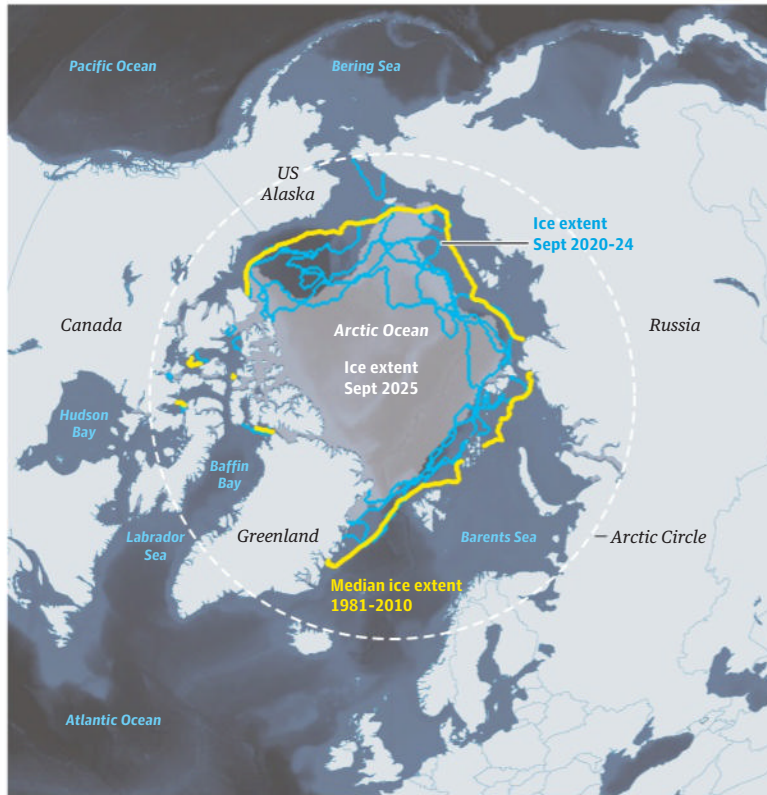 Pacific Ocean
Bering Sea
US
Alaska
Ice extent
Sept 2020-24
Canada
Arctic Ocean
Russia
Ice extent
Sept 2025
Hudson
Bay
Baffin
Bay
Labrador
Sea
Greenland
Barents Sea
Arctic Circle
Median ice extent
1981-2010
Atlantic Ocean